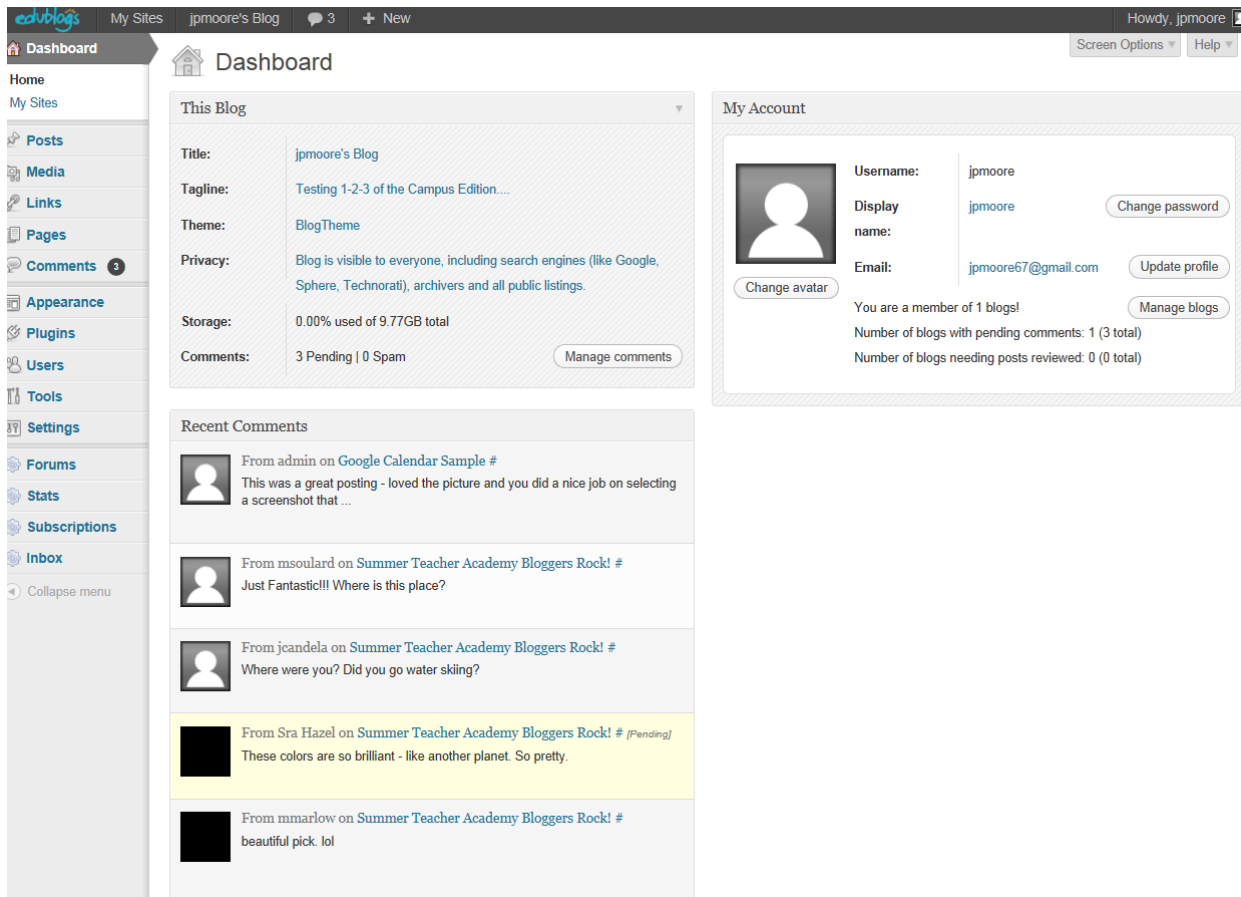 edublogs My Sites jpmoore's Blog 3 + New Howdy, jpmoore
Dashboard
Home
My Sites
Posts
Media
Links
Pages
Comments 3
Appearance
Plugins
Users
Tools
Settings
Forums
Stats
Subscriptions
Inbox
Collapse menu
Screen Options Help
Dashboard
This Blog
Title: jpmoore's Blog
Tagline: Testing 1-2-3 of the Campus Edition....
Theme: BlogTheme
Privacy: Blog is visible to everyone, including search engines (like Google,
Sphere, Technorati), archivers and all public listings.
Storage: 0.00% used of 9.77GB total
Comments: 3 Pending | 0 Spam Manage comments
Recent Comments
From admin on Google Calendar Sample #
This was a great posting - loved the picture and you did a nice job on selecting
a screenshot that ...
From msoulard on Summer Teacher Academy Bloggers Rock! #
Just Fantastic!!! Where is this place?
From jcandela on Summer Teacher Academy Bloggers Rock! #
Where were you? Did you go water skiing?
From Sra Hazel on Summer Teacher Academy Bloggers Rock! # [Pending]
These colors are so brilliant - like another planet. So pretty.
From mmarlow on Summer Teacher Academy Bloggers Rock! #
beautiful pick. lol
My Account
Change avatar
Username: jpmoore
Display jpmoore Change password
name:
Email: jpmoore67@gmail.com Update profile
You are a member of 1 blogs! Manage blogs
Number of blogs with pending comments: 1 (3 total)
Number of blogs needing posts reviewed: 0 (0 total)